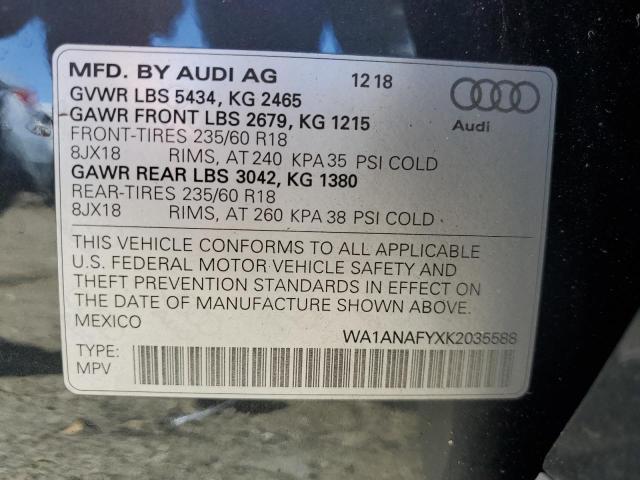 MFD. BY AUDI AG 12 18
GVWR LBS 5434, KG 2465
GAWR FRONT LBS 2679, KG 1215
FRONT-TIRES 235/60 R18
8JX18 RIMS, AT 240 KPA 35 PSI COLD
GAWR REAR LBS 3042, KG 1380
REAR-TIRES 235/60 R18
8JX18 RIMS, AT 260 KPA 38 PSI COLD
Audi
THIS VEHICLE CONFORMS TO ALL APPLICABLE
U.S. FEDERAL MOTOR VEHICLE SAFETY AND
THEFT PREVENTION STANDARDS IN EFFECT ON
THE DATE OF MANUFACTURE SHOWN ABOVE.
MEXICO
WA1ANAFYXK2035588
TYPE:
MPV